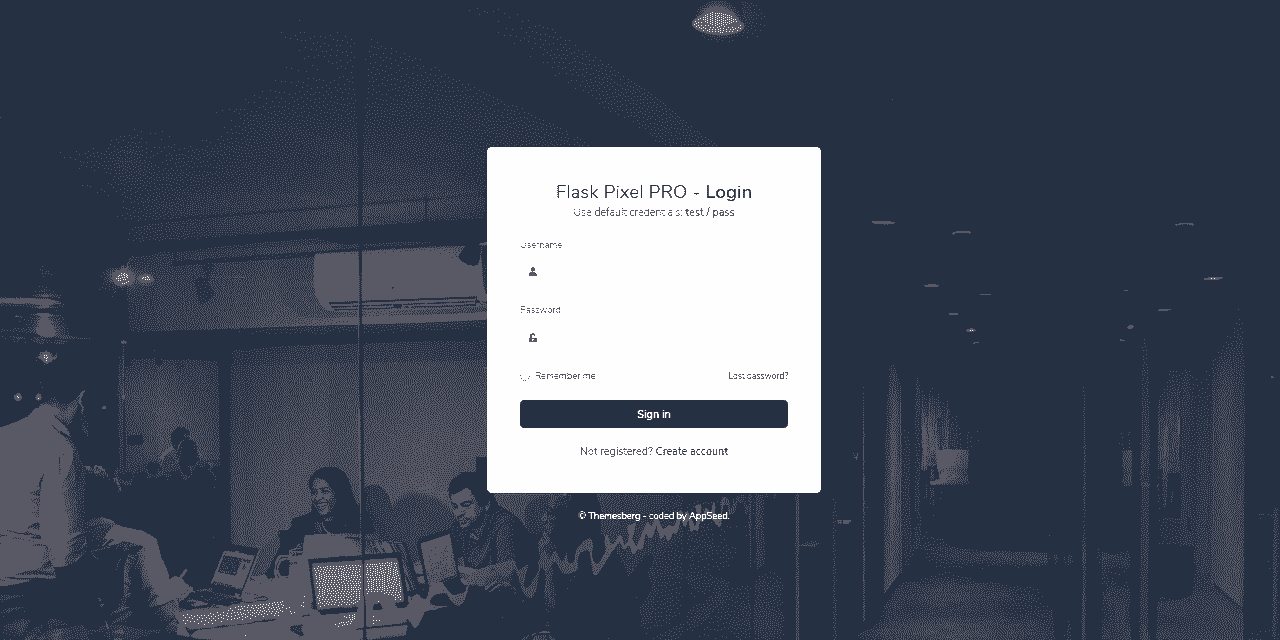 Flask Pixel PRO - Login
Use default credentials: test / pass
Username
Password
Remember me
Lost password?
Sign in
Not registered? Create account
© Themesberg - coded by AppSeed.